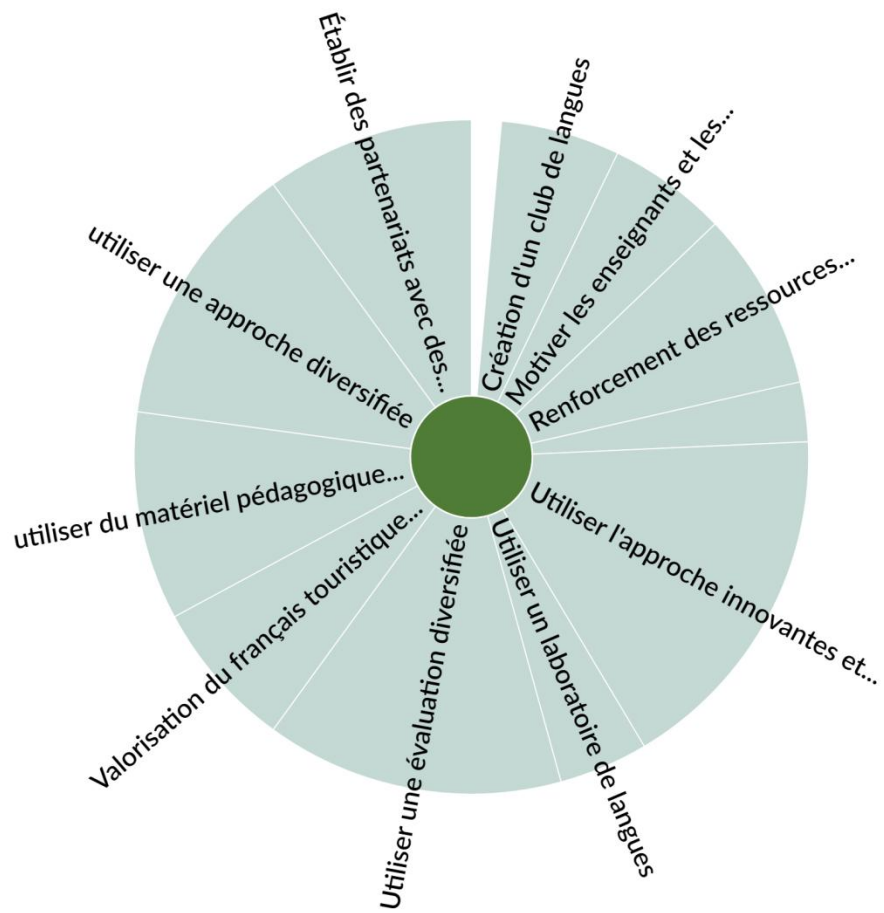 Création d'un club de langues
Motiver les enseignants et les...
Renforcement des ressources...
Utiliser l'approche innovantes et...
Utiliser un laboratoire de langues
Utiliser une évaluation diversifiée
Valorisation du français touristique...
utiliser du matériel pédagogique...
utiliser une approche diversifiée
Établir des partenariats avec des...